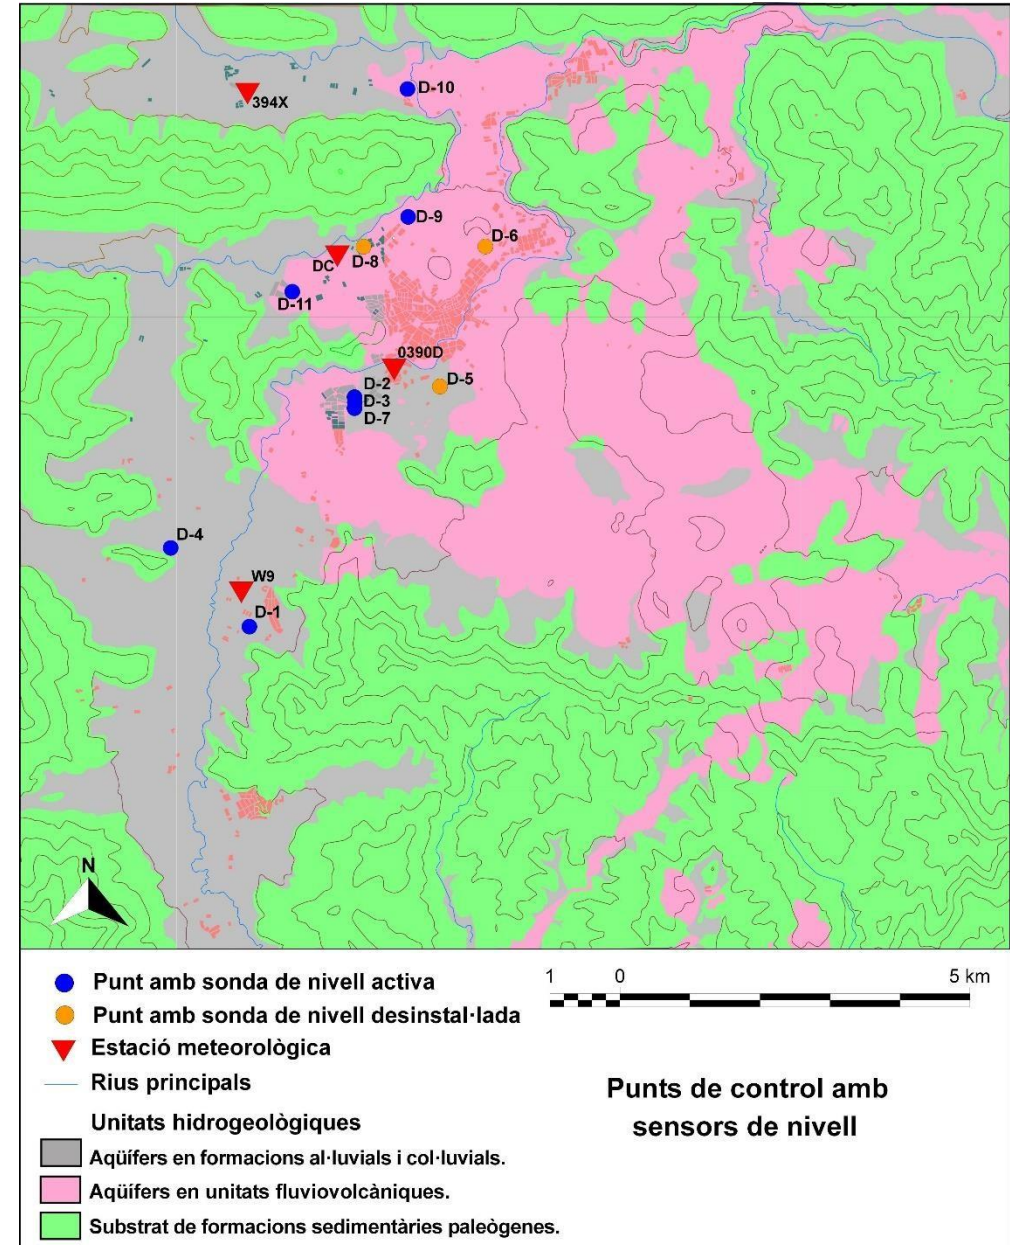 394X
D-10
D-9
D-6
DC
D-8
D-11
0390D
D-2
D-3
D-7
D-5
D-4
W9
D-1
N
Punt amb sonda de nivell activa
Punt amb sonda de nivell desinstal·lada
Estació meteorològica
Rius principals
Unitats hidrogeològiques
Aqüífers en formacions al·luvials i col·luvials.
Aqüífers en unitats fluviovolcàniques.
Substrat de formacions sedimentàries paleògenes.
1 0 5 km
Punts de control amb
sensors de nivell